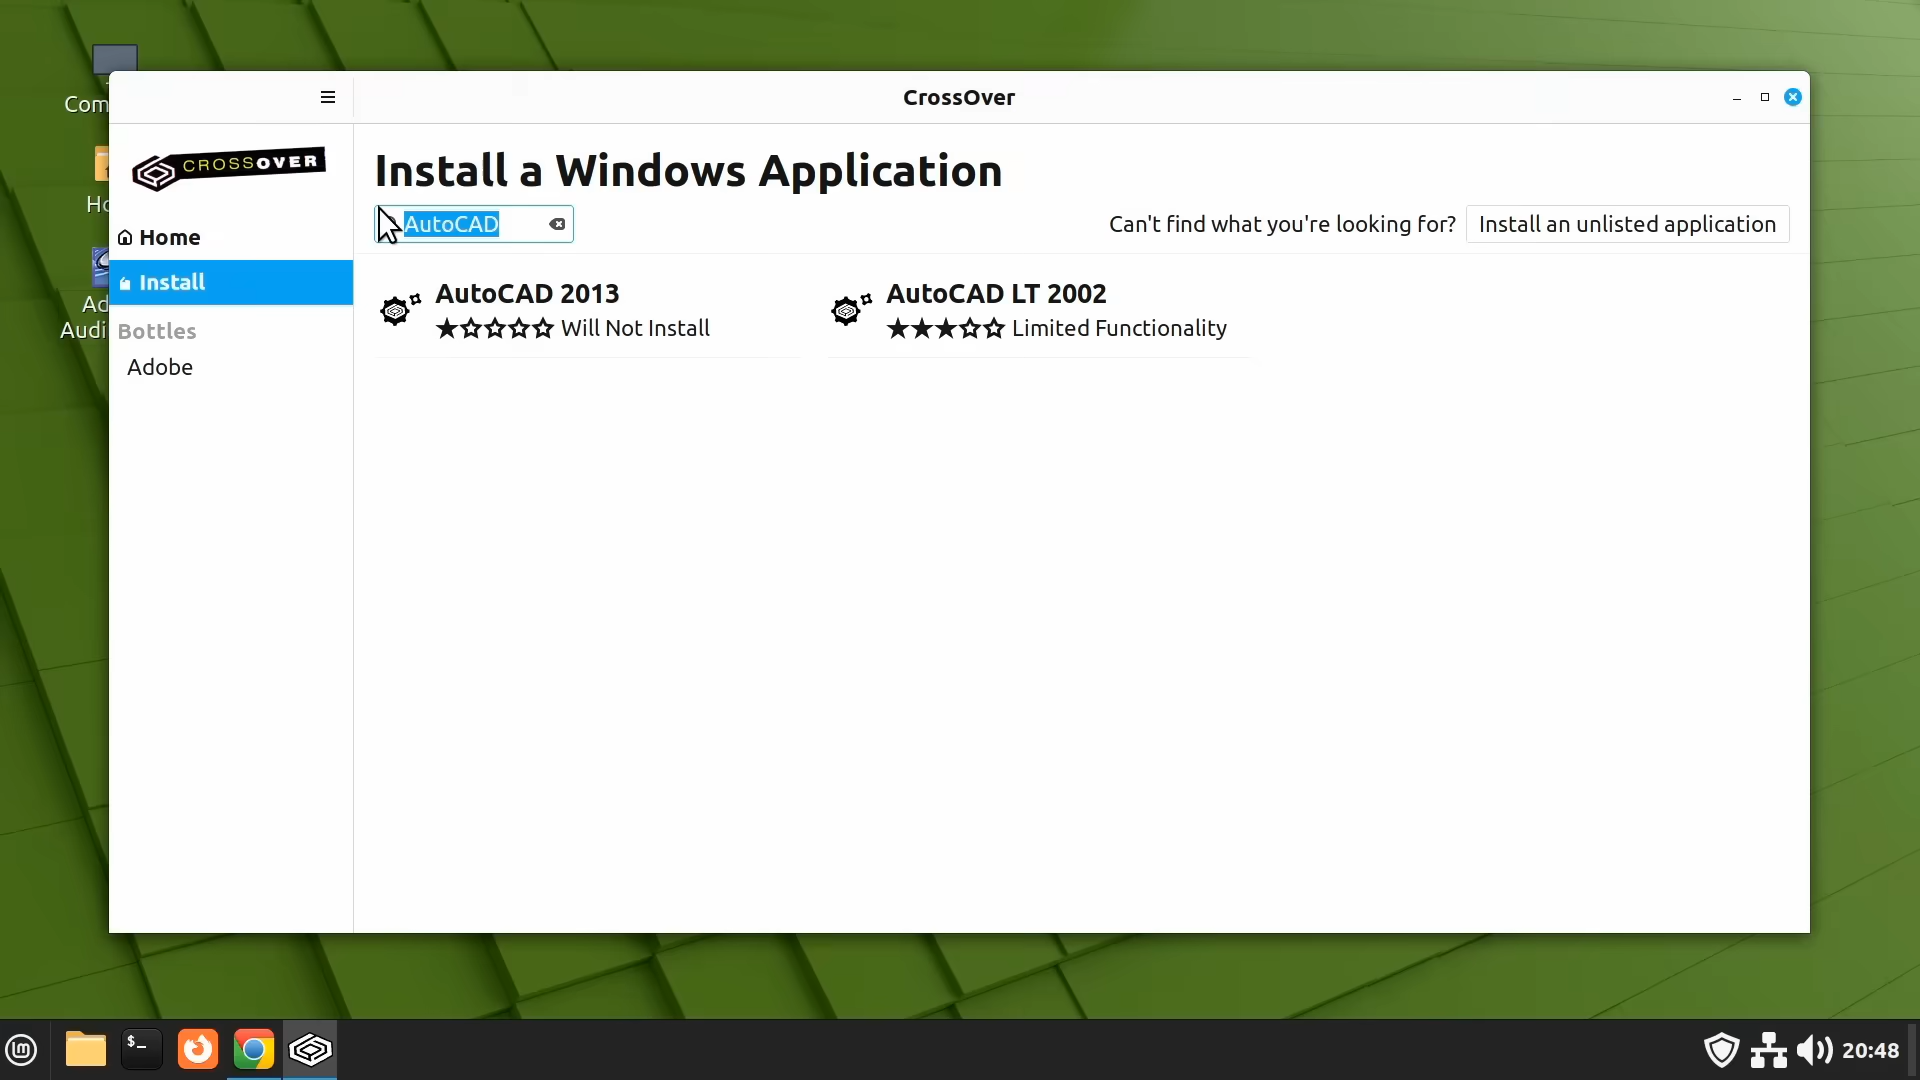 CrossOver
Com
CROSSOVER
Install a Windows Application
Ho
AutoCAD
Can't find what you're looking for?
Install an unlisted application
Home
Install
AutoCAD 2013
Will Not Install
AutoCAD LT 2002
Limited Functionality
Ad
Audi
Bottles
Adobe
$_
lm
20:48